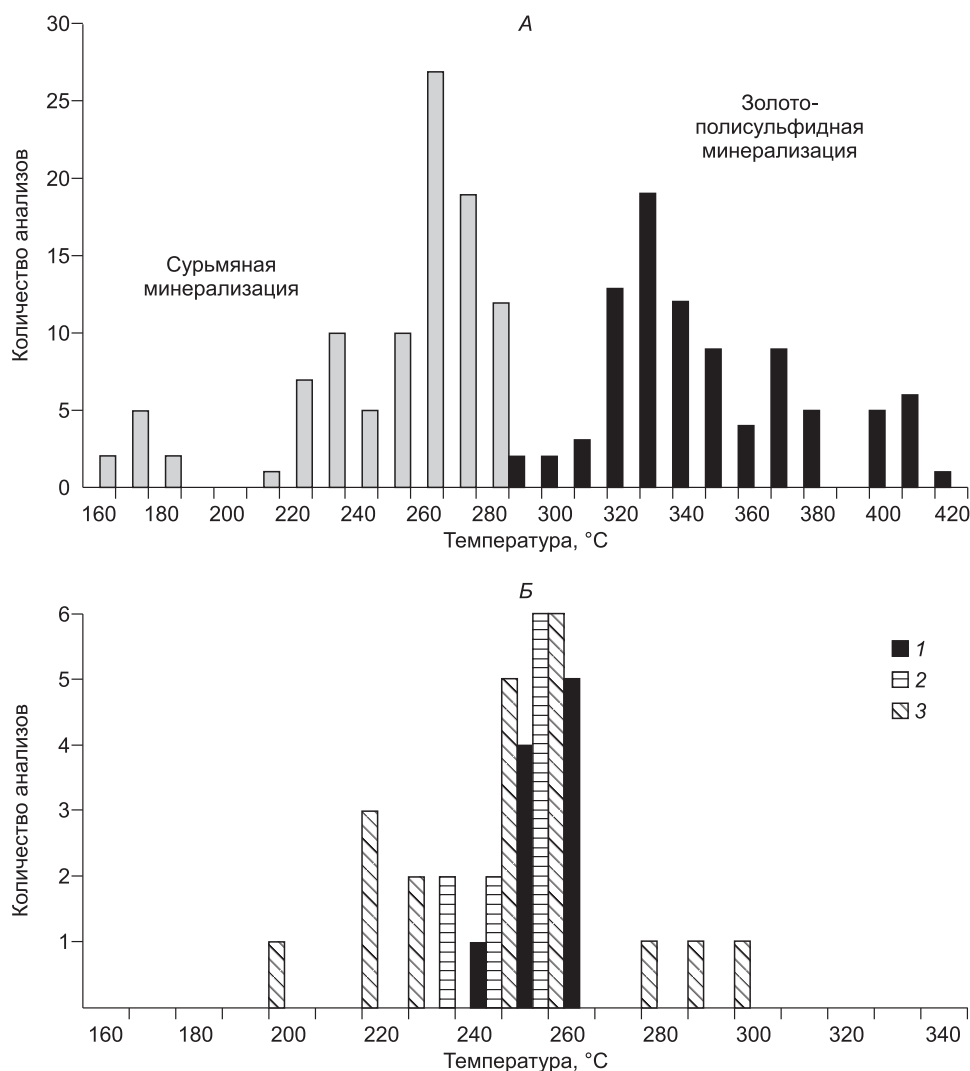 А
30
25
20
15
10
5
0
Количество анализов
Сурьмяная
минерализация
Золото-
полисульфидная
минерализация
160 180 200 220 240 260 280 300 320 340 360 380 400 420
Температура, °С
Б
6
5
4
3
2
1
Количество анализов
1
2
3
160 180 200 220 240 260 280 300 320 340
Температура, °С